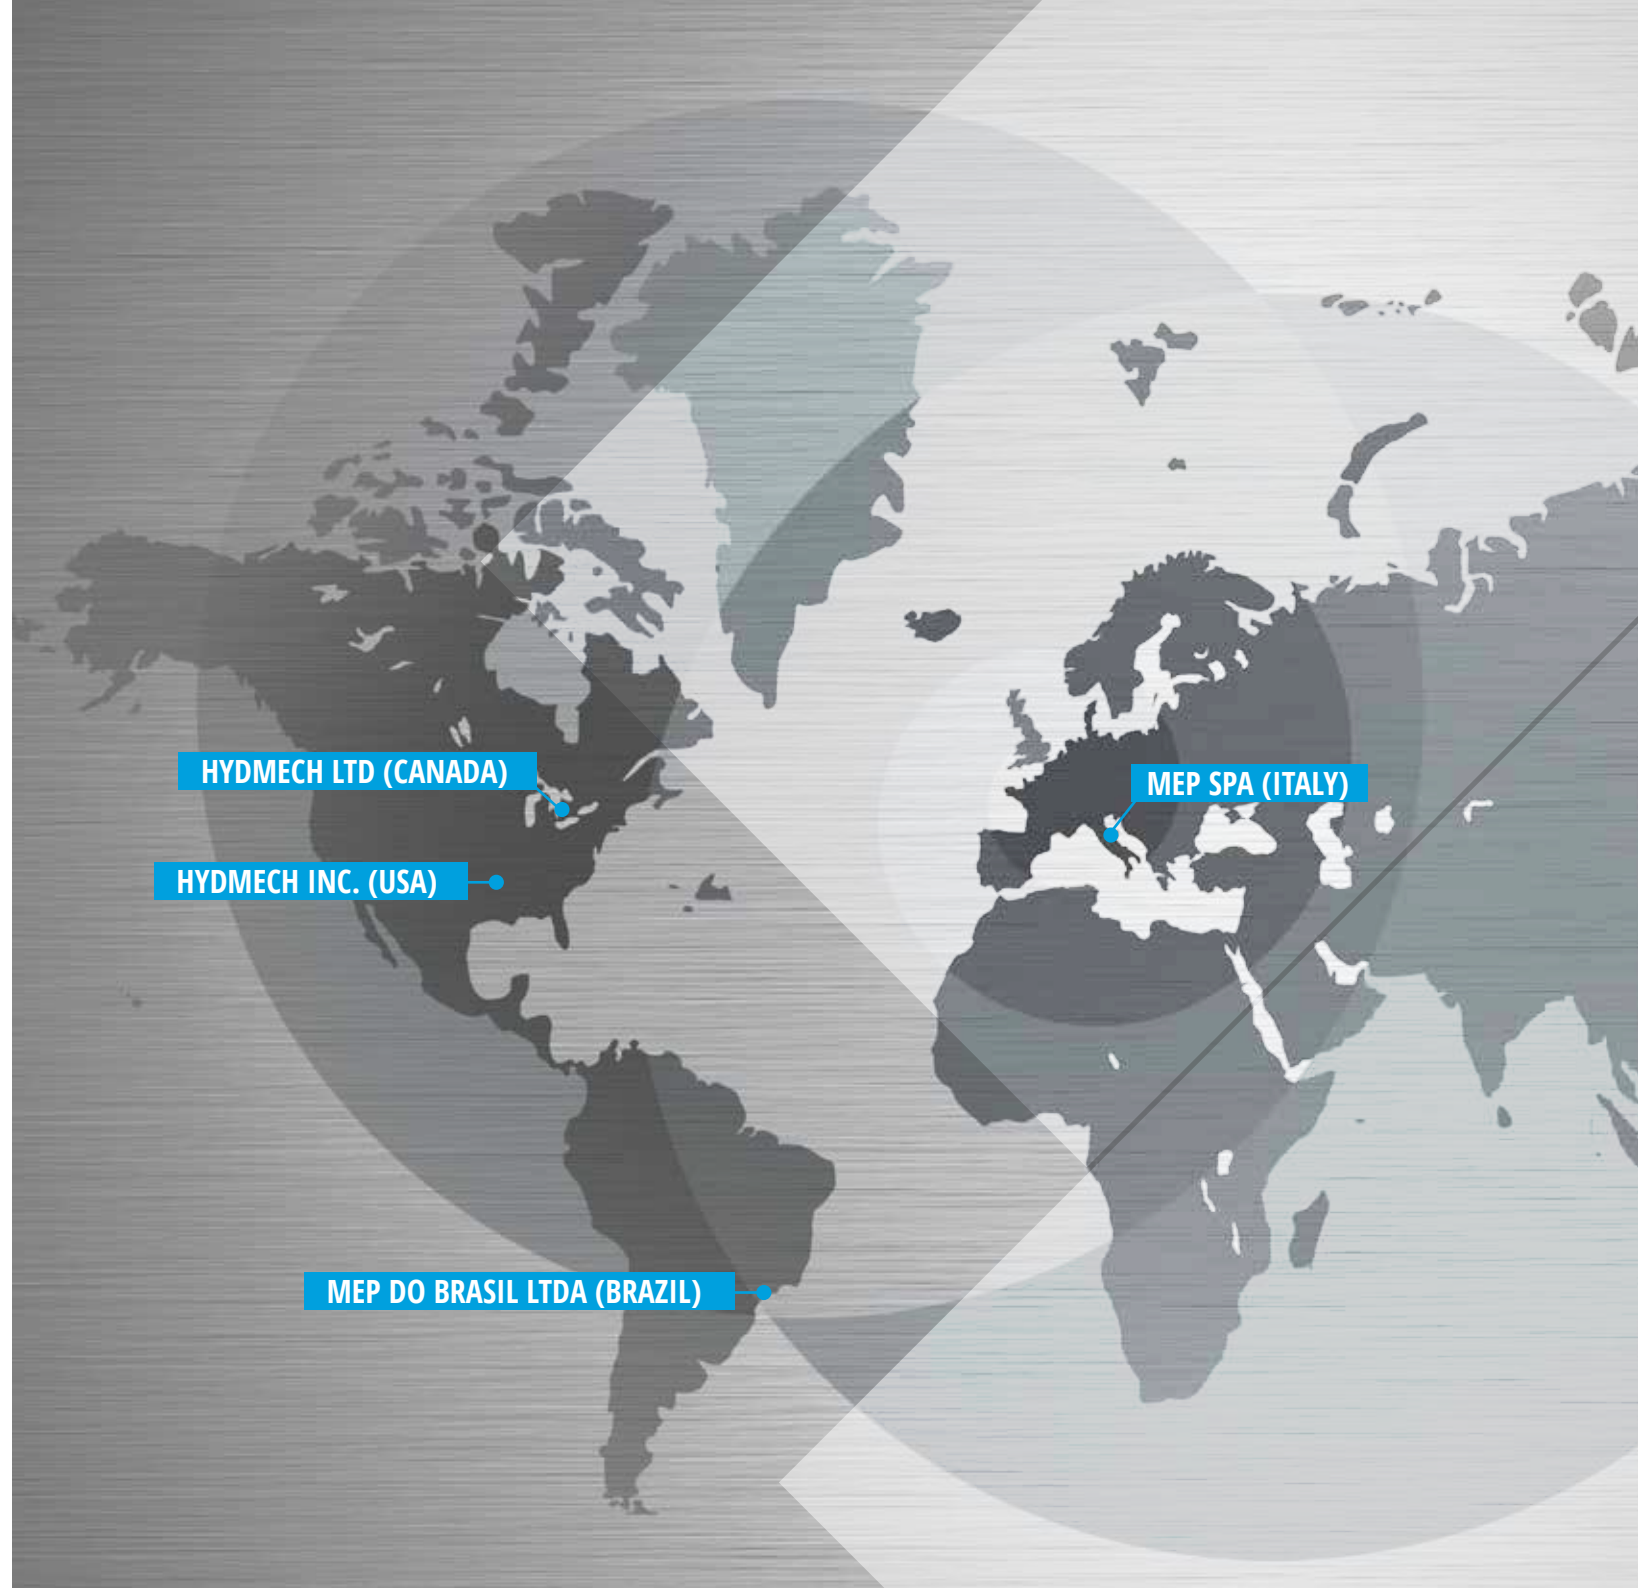 HYDMECH LTD (CANADA)
MEP SPA (ITALY)
HYDMECH INC. (USA)
MEP DO BRASIL LTDA (BRAZIL)